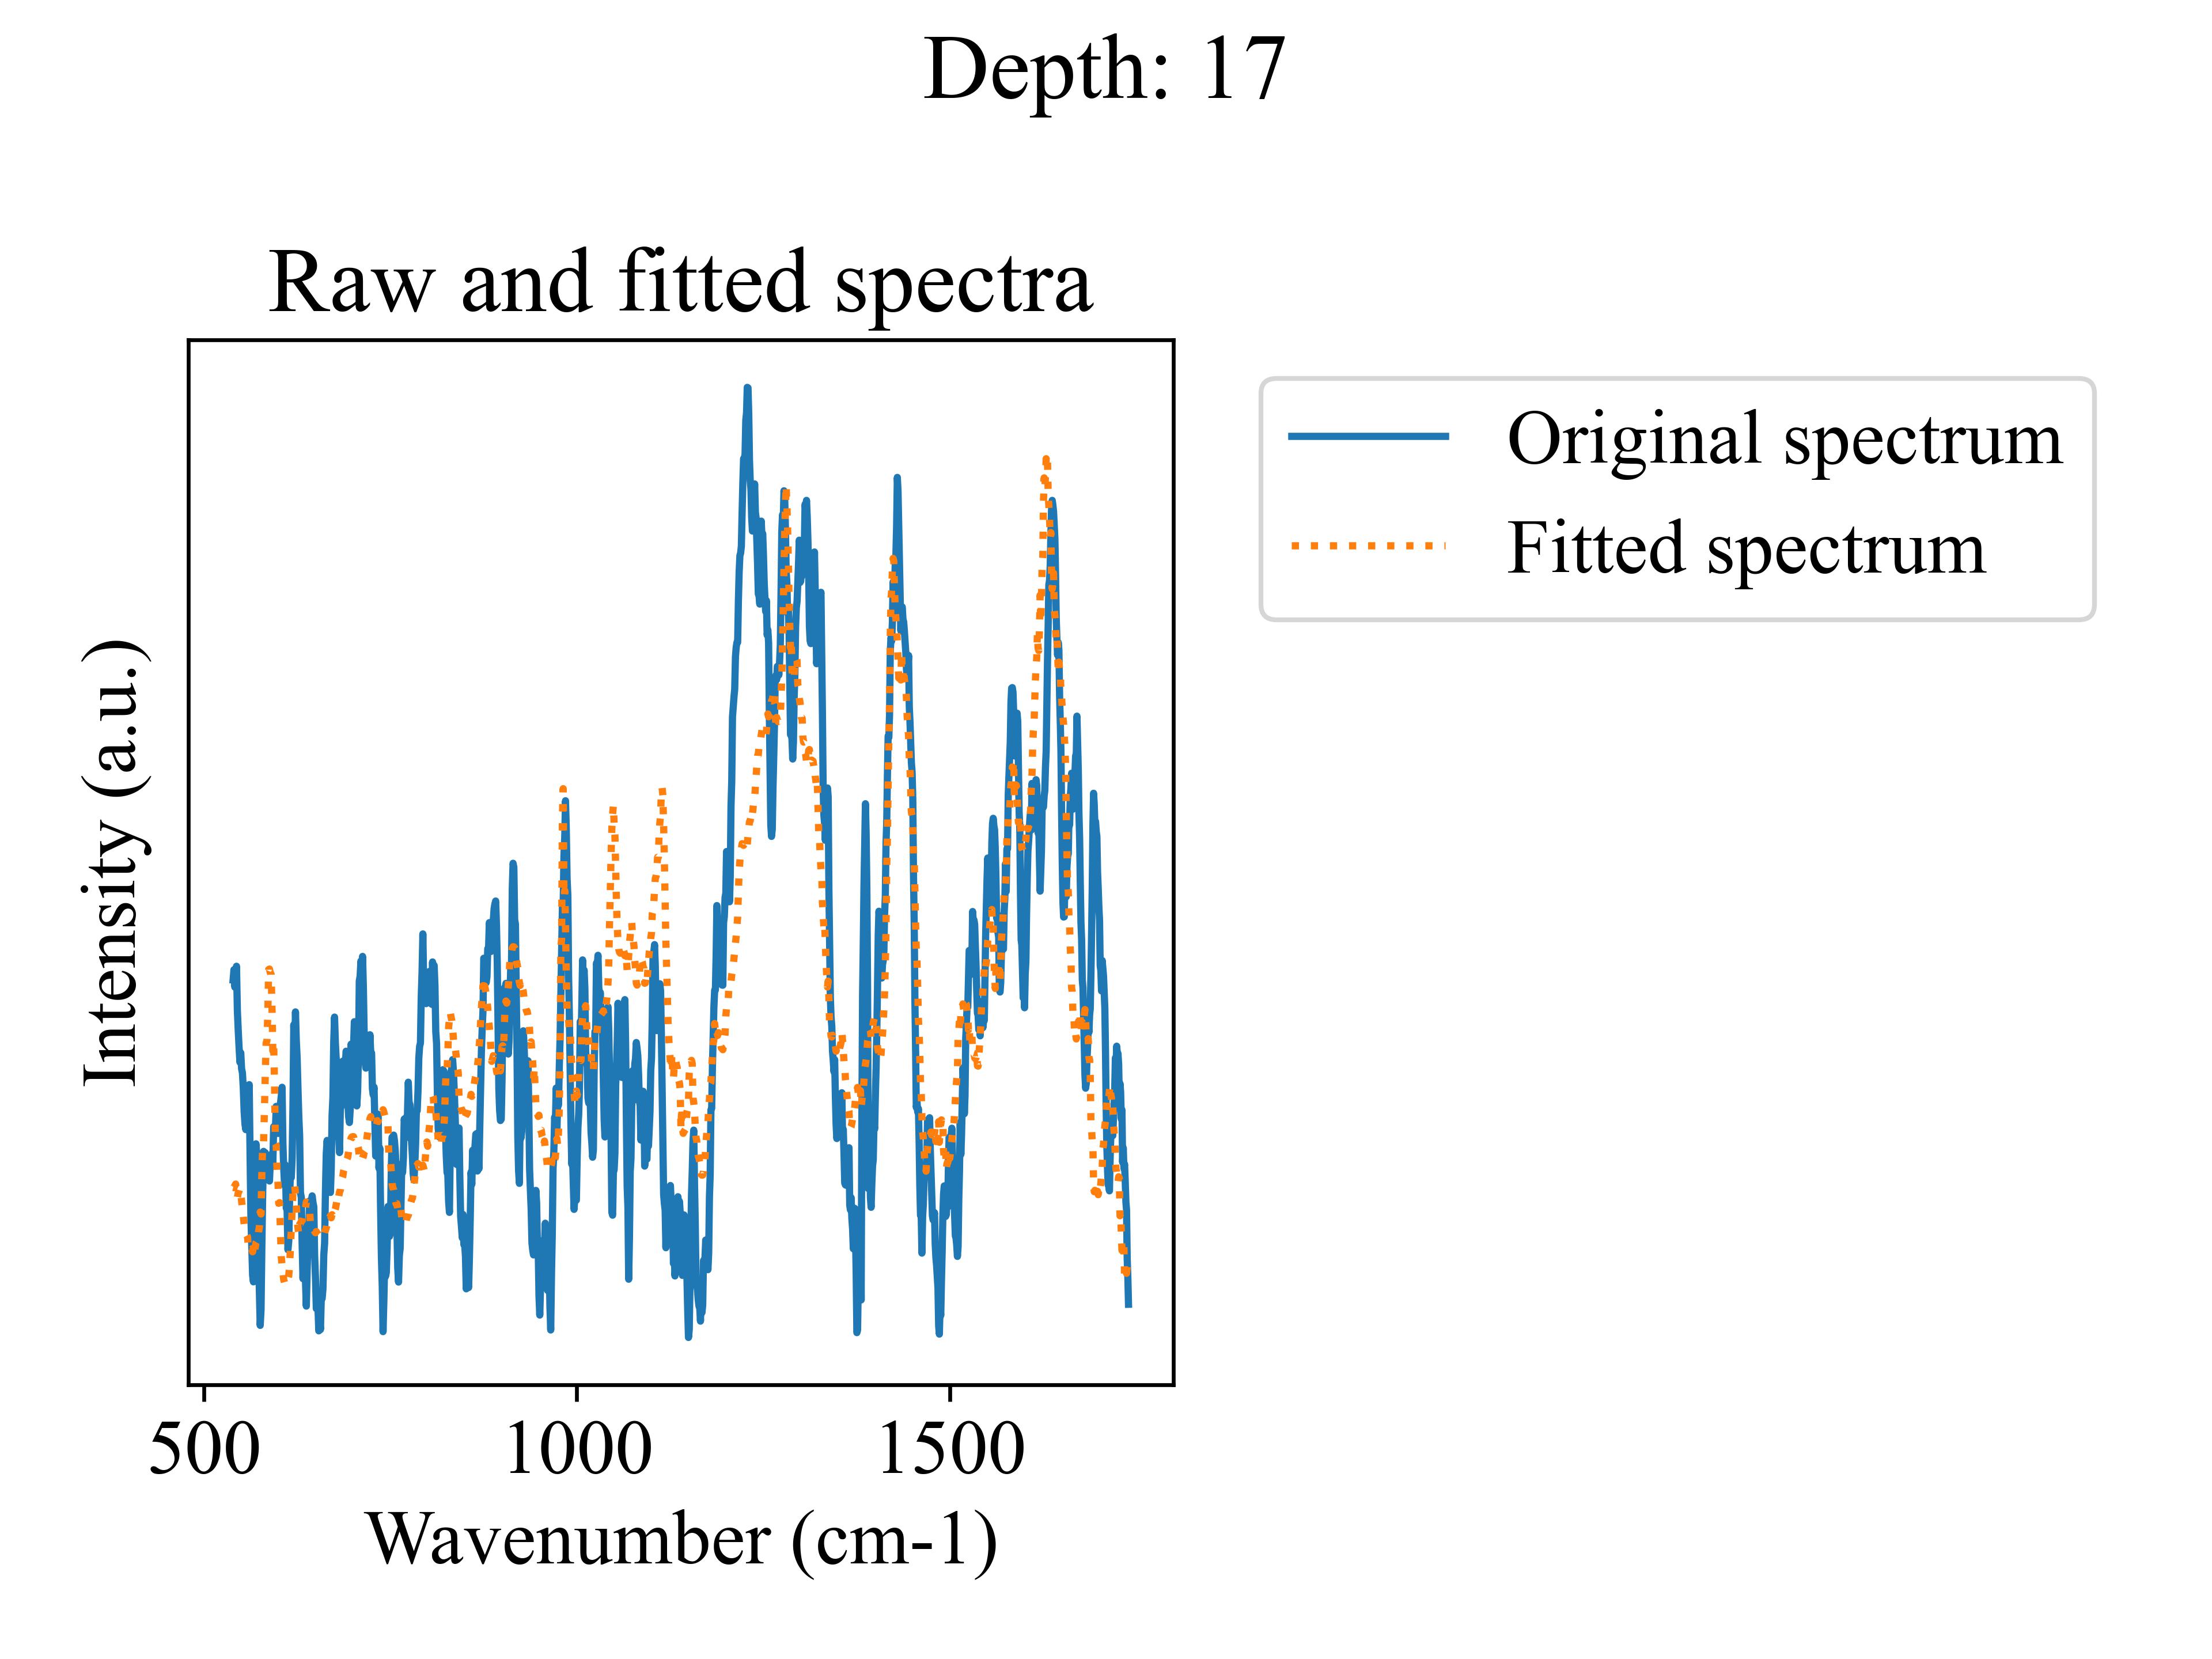 Depth: 17
Raw and fitted spectra
Original spectrum
Fitted spectrum
Intensity (a.u.)
500 1000 1500
Wavenumber (cm-1)